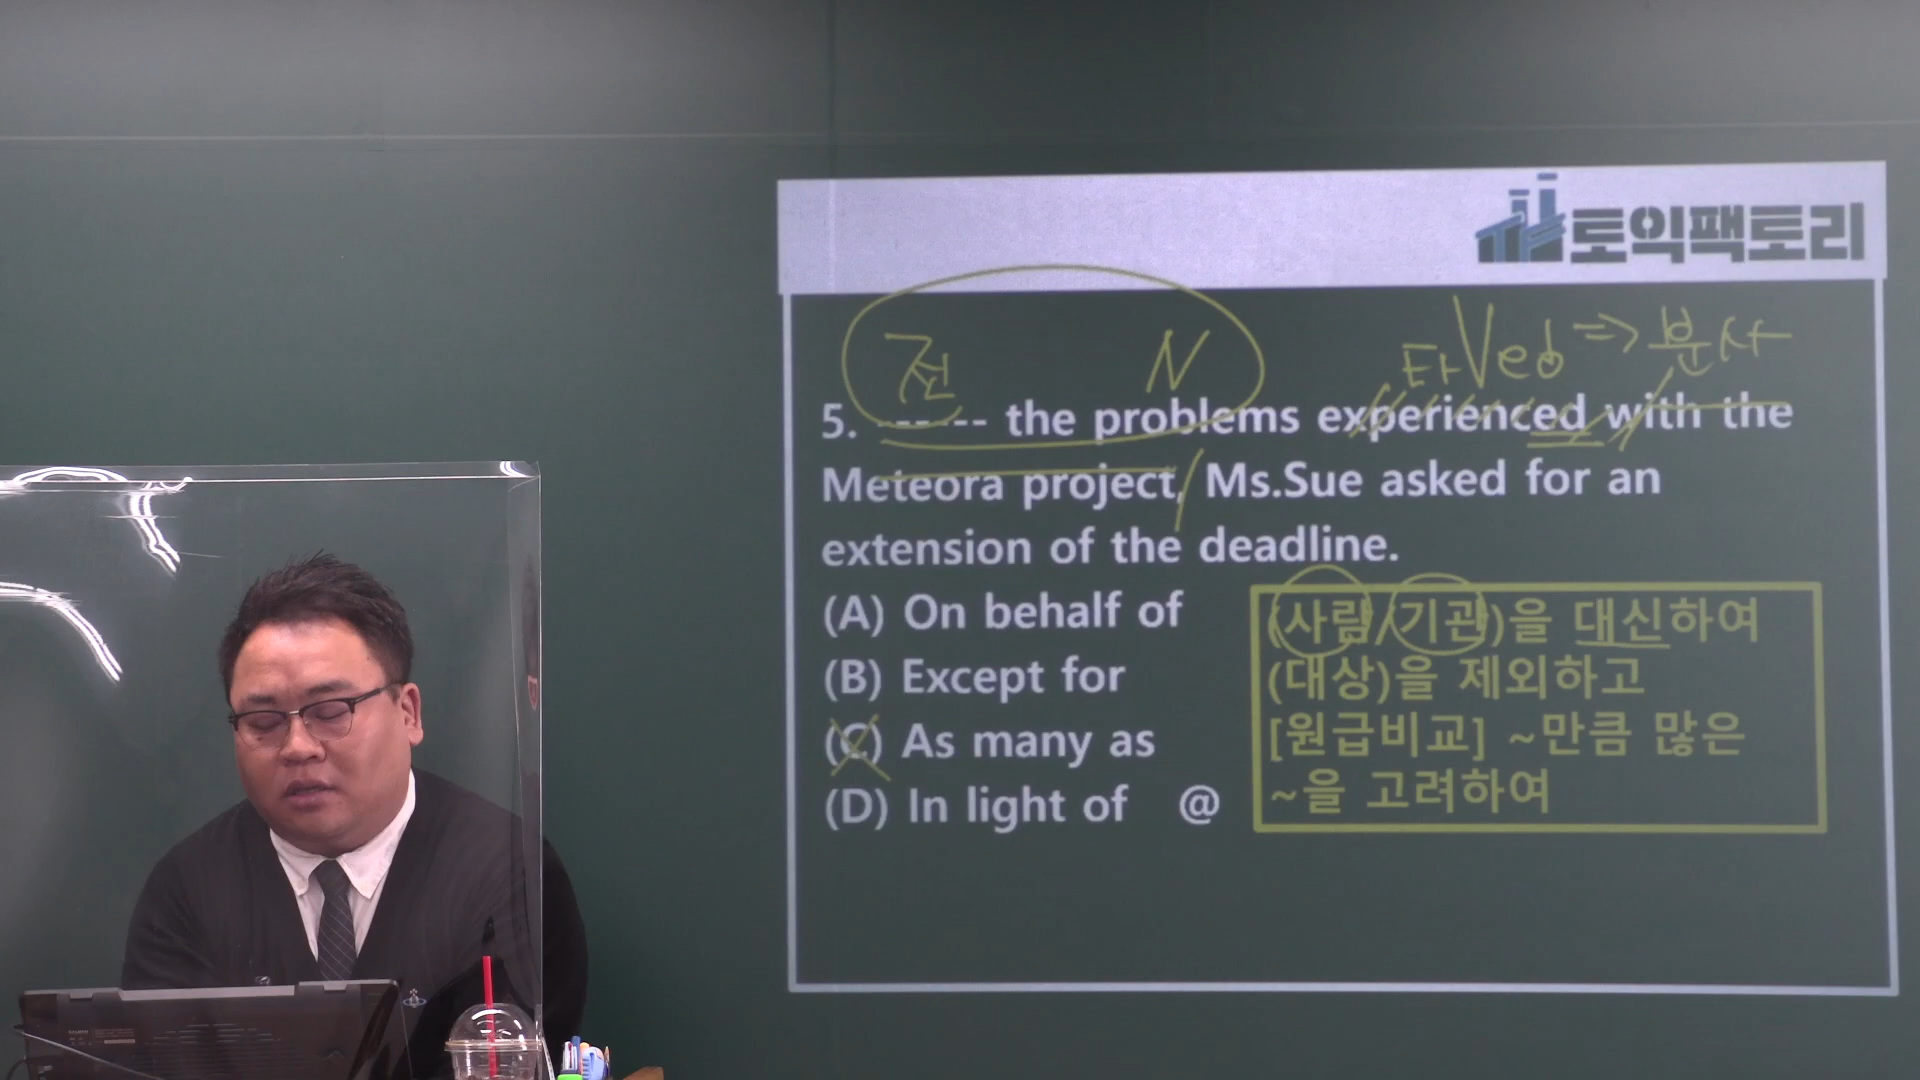 토익팩토리
전 N 타Ved => 분사
5. ------ the problems experienced with the
Meteora project, Ms.Sue asked for an
extension of the deadline.
(A) On behalf of (사람/기관)을 대신하여
(B) Except for (대상)을 제외하고
(C) As many as [원급비교] ~만큼 많은
(D) In light of @ ~을 고려하여